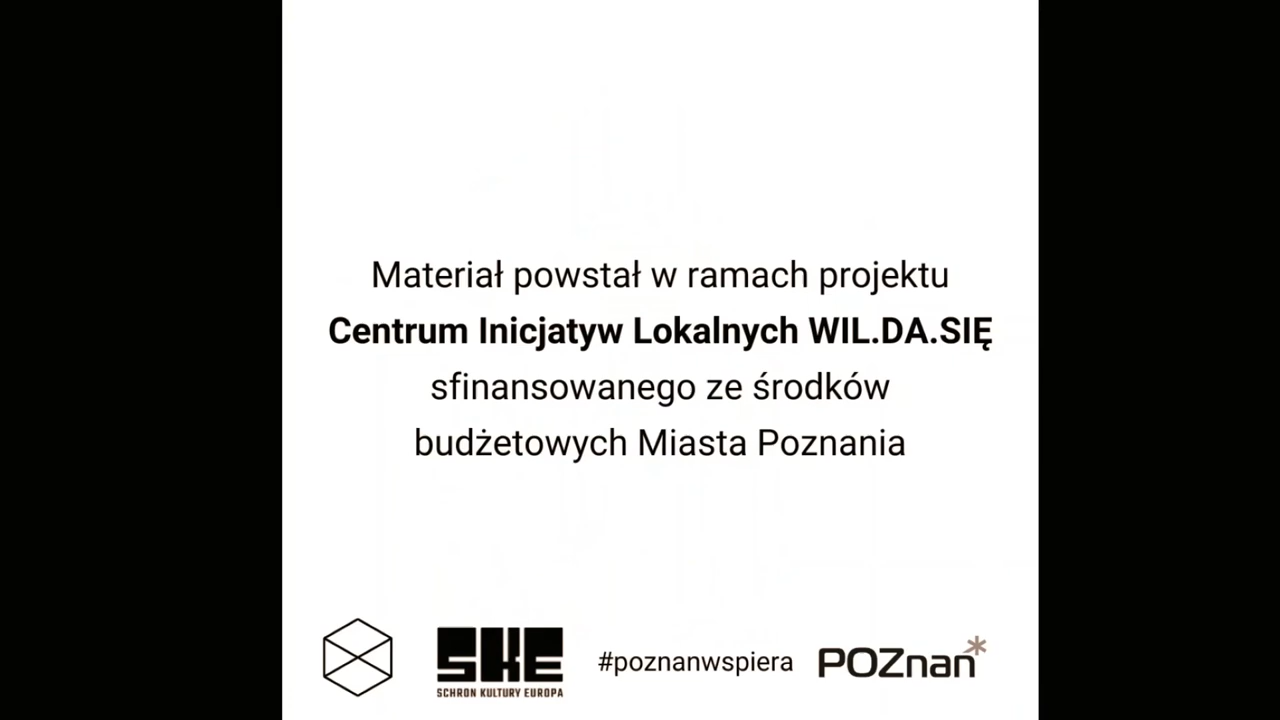 Materiał powstał w ramach projektu
Centrum Inicjatyw Lokalnych WIL.DA.SIĘ
sfinansowanego ze środków
budżetowych Miasta Poznania
SKE
SCHRON KULTURY EUROPA
#poznanwspiera
POZnan*